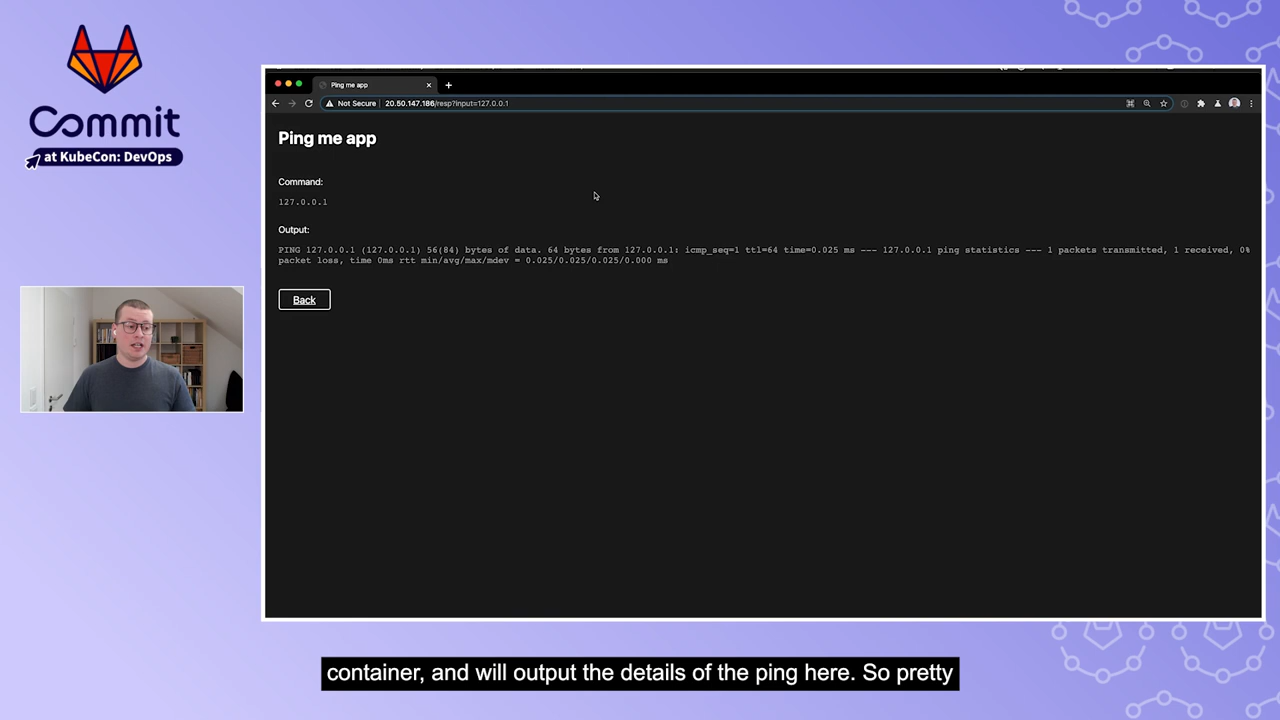 Commit
at KubeCon: DevOps
Ping me app
Not Secure 20.50.147.186/resp?input=127.0.0.1
Ping me app
Command:
127.0.0.1
Output:
PING 127.0.0.1 (127.0.0.1) 56(84) bytes of data. 64 bytes from 127.0.0.1: icmp_seq=1 ttl=64 time=0.025 ms --- 127.0.0.1 ping statistics --- 1 packets transmitted, 1 received, 0%
packet loss, time 0ms rtt min/avg/max/mdev = 0.025/0.025/0.025/0.000 ms
Back
container, and will output the details of the ping here. So pretty